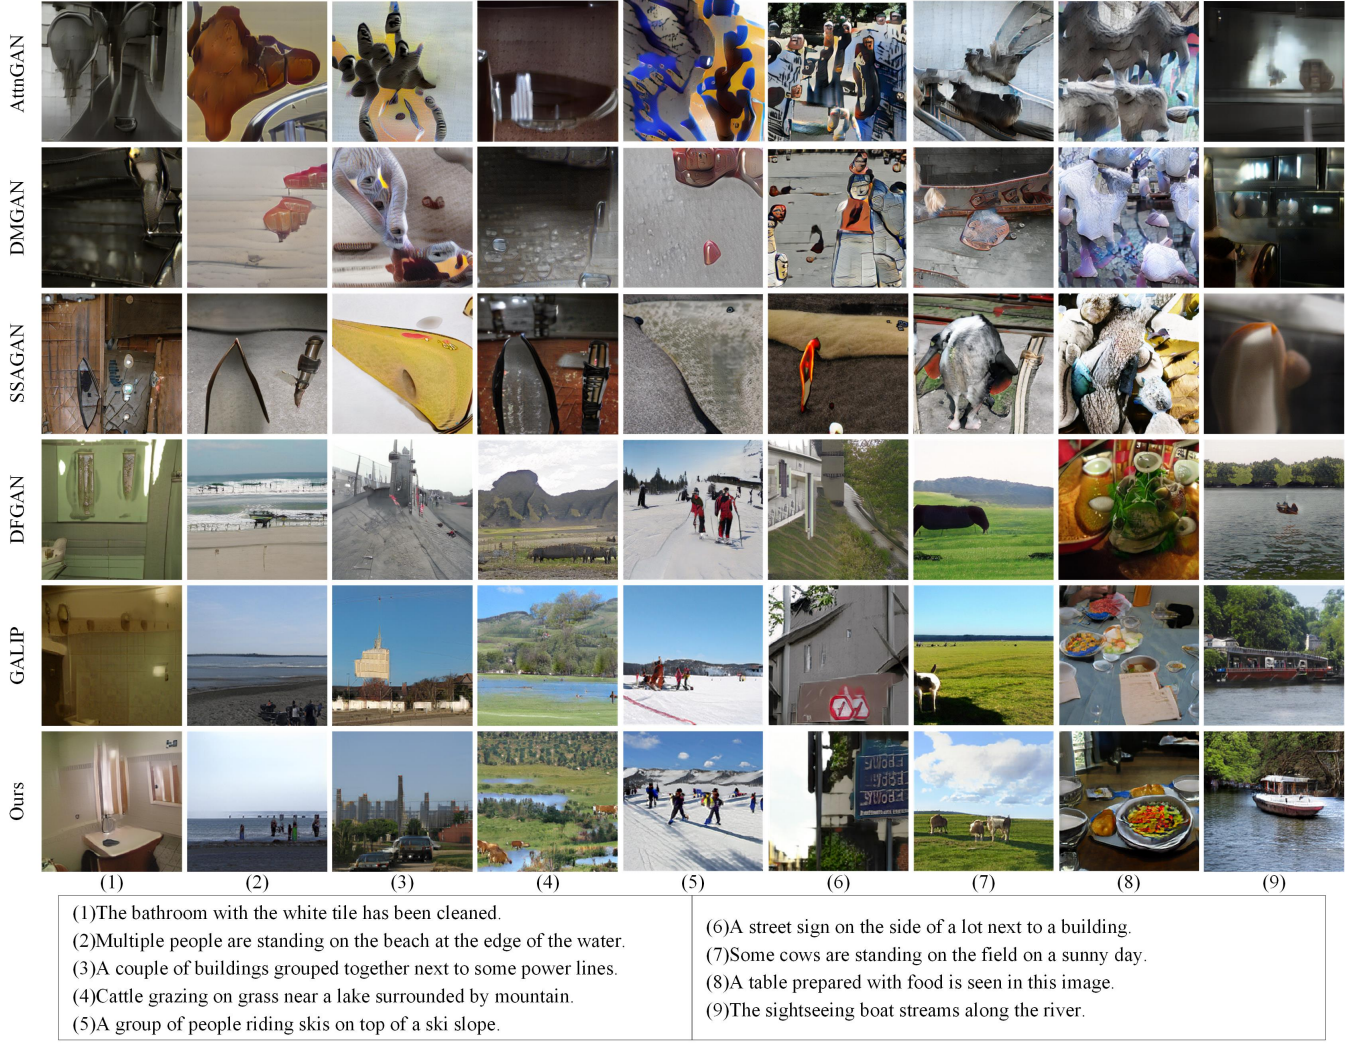 AttnGAN
DMGAN
SSAGAN
DFGAN
GALIP
Ours
(1) (2) (3) (4) (5) (6) (7) (8) (9)
(1)The bathroom with the white tile has been cleaned.
(2)Multiple people are standing on the beach at the edge of the water.
(3)A couple of buildings grouped together next to some power lines.
(4)Cattle grazing on grass near a lake surrounded by mountain.
(5)A group of people riding skis on top of a ski slope.
(6)A street sign on the side of a lot next to a building.
(7)Some cows are standing on the field on a sunny day.
(8)A table prepared with food is seen in this image.
(9)The sightseeing boat streams along the river.